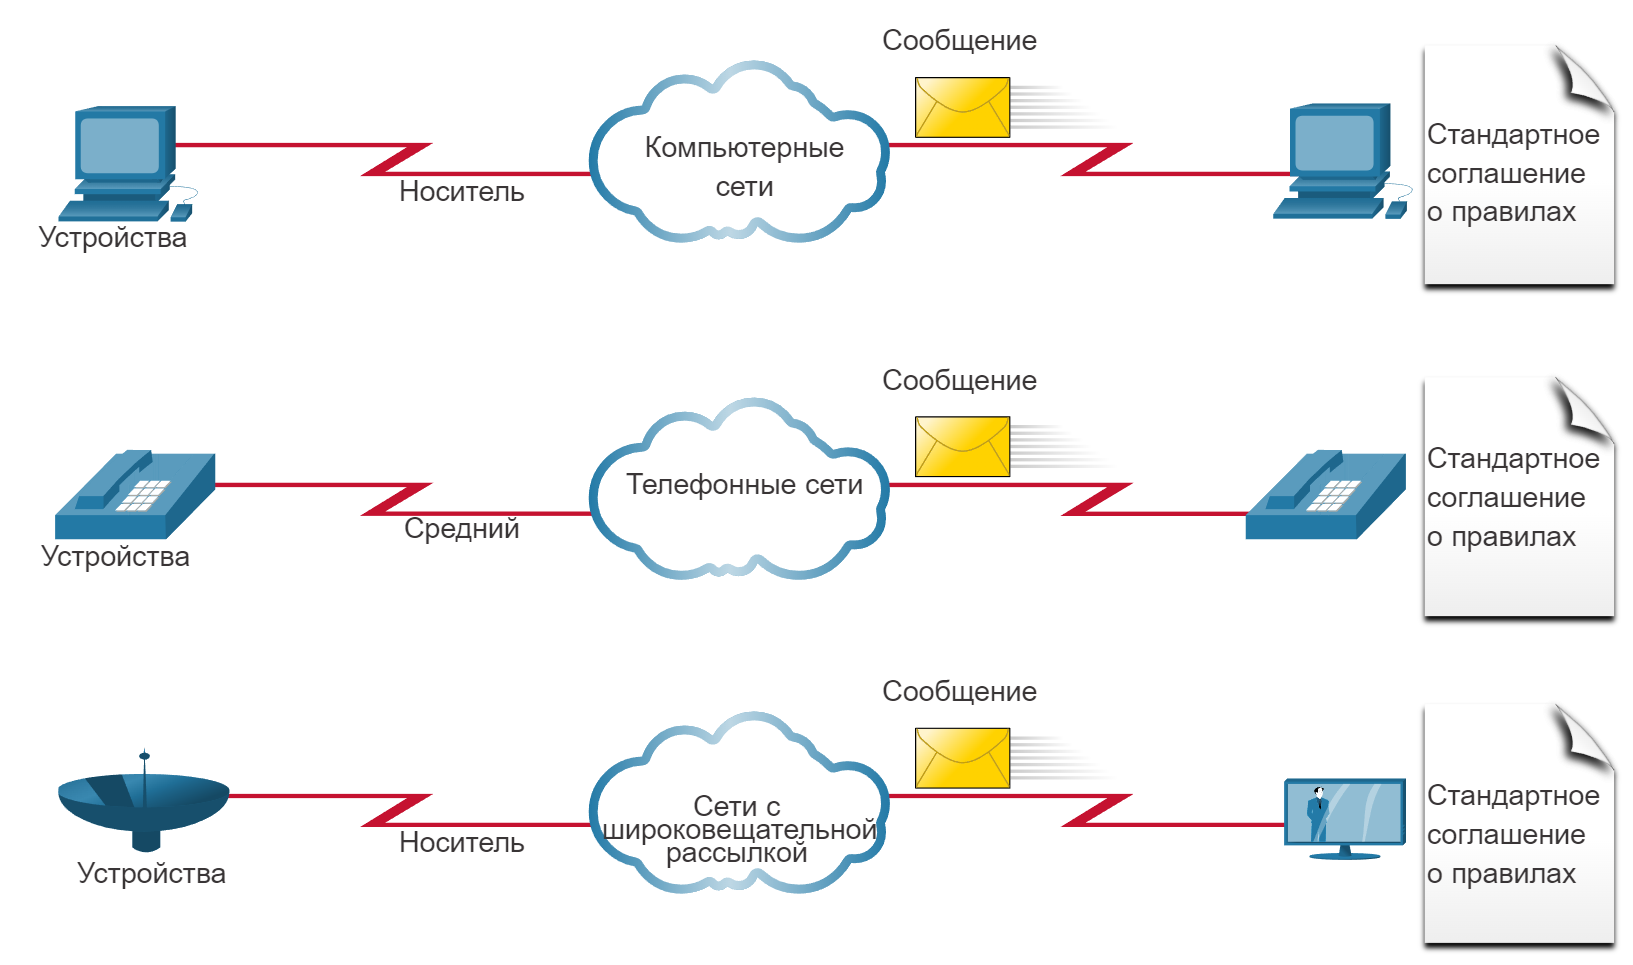 Сообщение
Компьютерные
сети
Носитель
Устройства
Стандартное
соглашение
о правилах
Сообщение
Телефонные сети
Средний
Устройства
Стандартное
соглашение
о правилах
Сообщение
Сети с
широковещательной
рассылкой
Носитель
Устройства
Стандартное
соглашение
о правилах